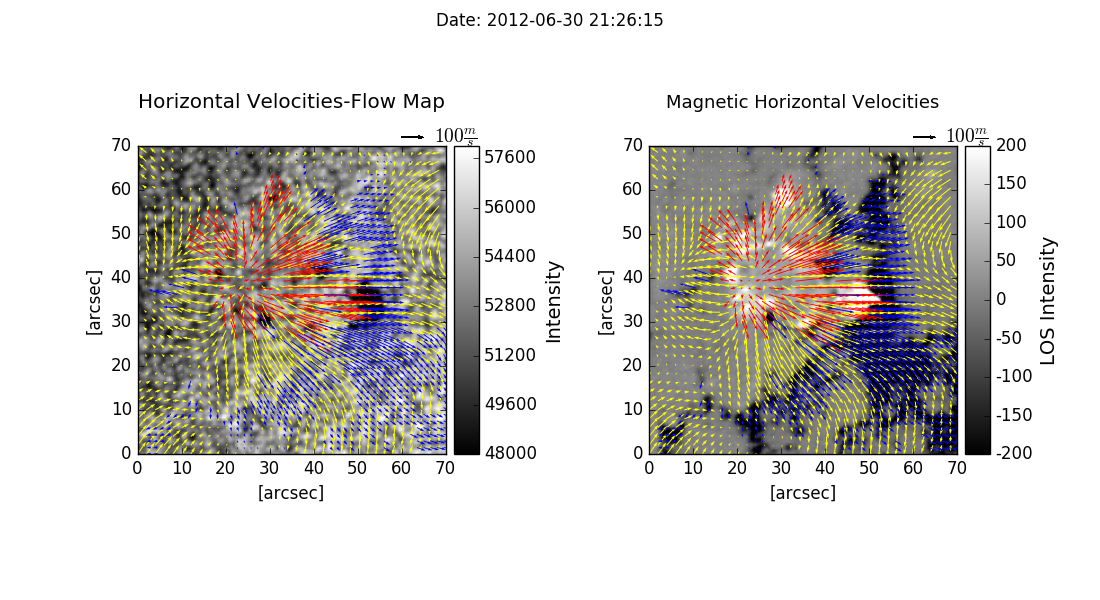 Date: 2012-06-30 21:26:15
Horizontal Velocities-Flow Map
100 m/s
70
60
50
40
30
20
10
0
[arcsec]
0 10 20 30 40 50 60 70
[arcsec]
57600
56000
54400
52800
51200
49600
48000
Intensity
Magnetic Horizontal Velocities
100 m/s
70
60
50
40
30
20
10
0
[arcsec]
0 10 20 30 40 50 60 70
[arcsec]
200
150
100
50
0
-50
-100
-150
-200
LOS Intensity